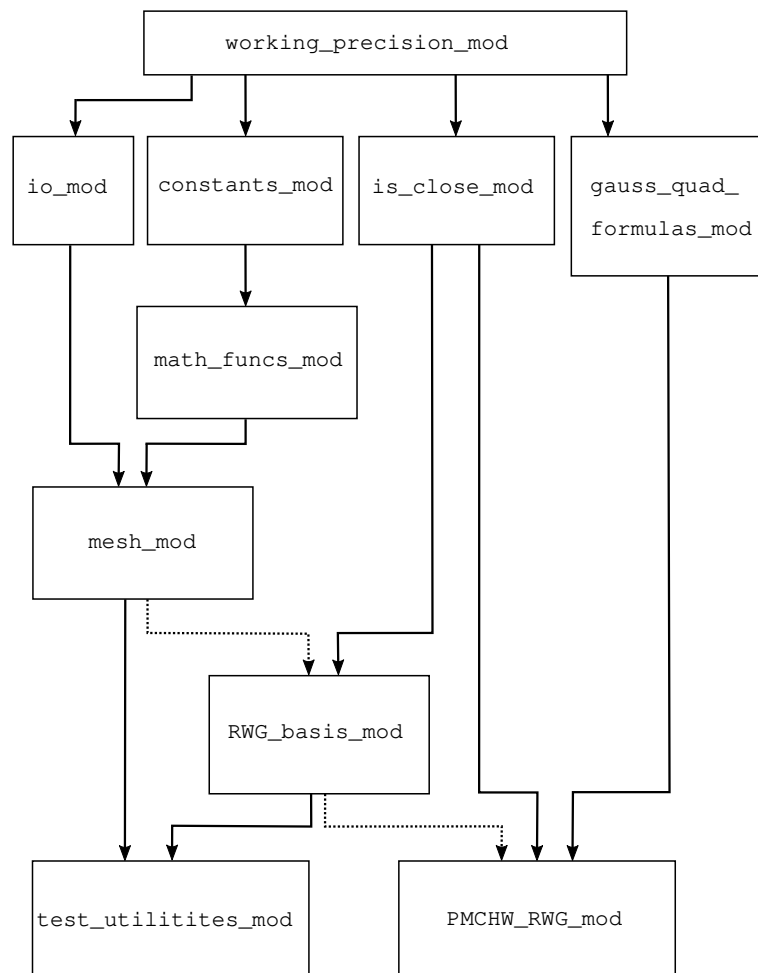 working_precision_mod
io_mod
constants_mod
is_close_mod
gauss_quad_
formulas_mod
math_funcs_mod
mesh_mod
RWG_basis_mod
test_utilitites_mod
PMCHW_RWG_mod